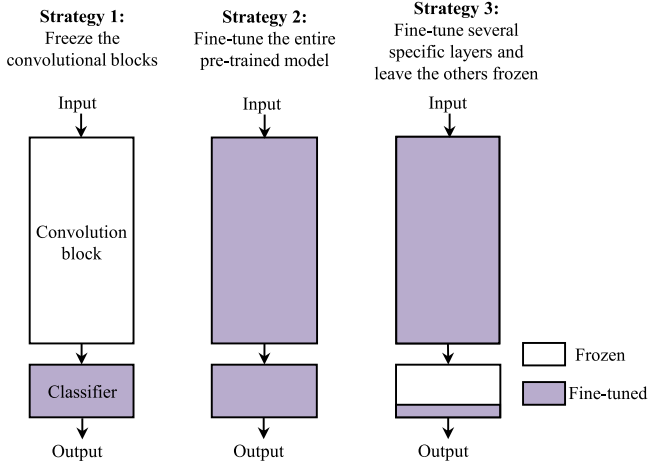 Strategy 1:
Freeze the
convolutional blocks
Strategy 2:
Fine-tune the entire
pre-trained model
Strategy 3:
Fine-tune several
specific layers and
leave the others frozen
Input
Input
Input
Convolution
block
Classifier
Frozen
Fine-tuned
Output
Output
Output